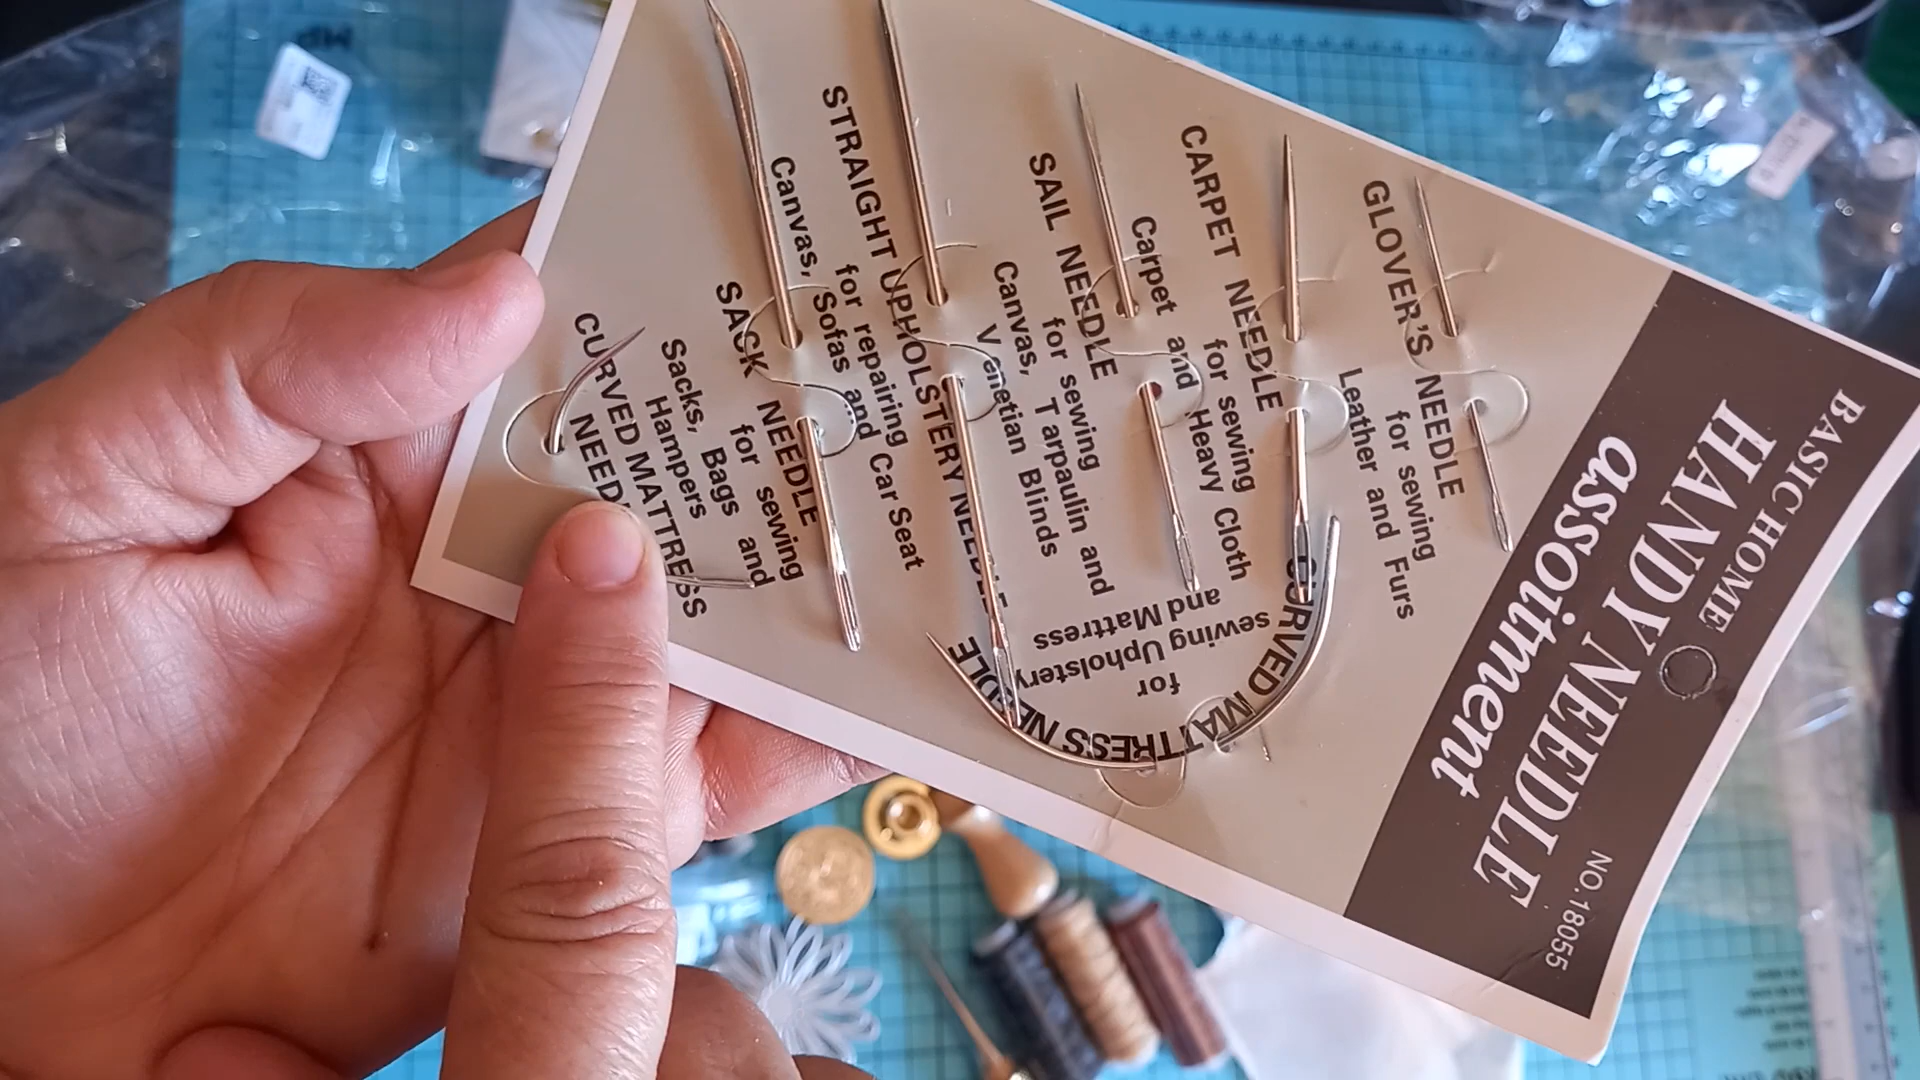 BASIC HOME
HANDY NEEDLE
assoitment
NO.18055
GLOVER'S NEEDLE
for sewing
Leather and Furs
CARPET NEEDLE
for sewing
Carpet and Heavy Cloth
SAIL NEEDLE
for sewing
Canvas, Tarpaulin and
Venetian Blinds
STRAIGHT UPHOLSTERY NEEDLE
for repairing
Canvas, Sofas and Car Seat
SACK NEEDLE
for sewing
Sacks, Bags and
Hampers
CURVED MATTRESS
CURVED MATTRESS NEEDLE
for
sewing Upholstery
and Mattress